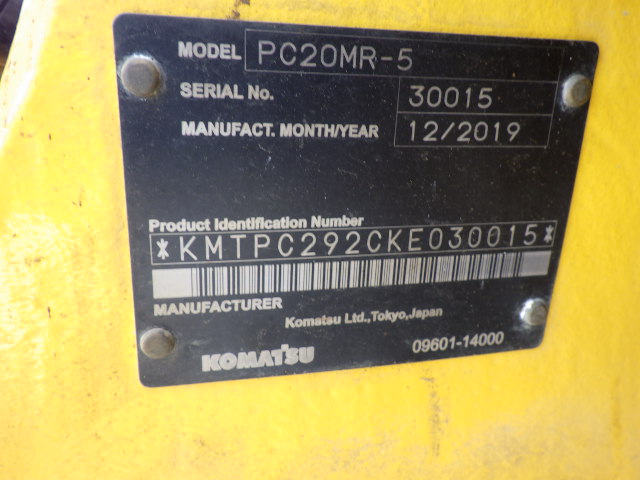 MODEL PC20MR-5
SERIAL No. 30015
MANUFACT. MONTH/YEAR 12/2019
Product Identification Number
*KMTPC292CKE030015*
MANUFACTURER
Komatsu Ltd.,Tokyo,Japan
KOMATSU 09601-14000